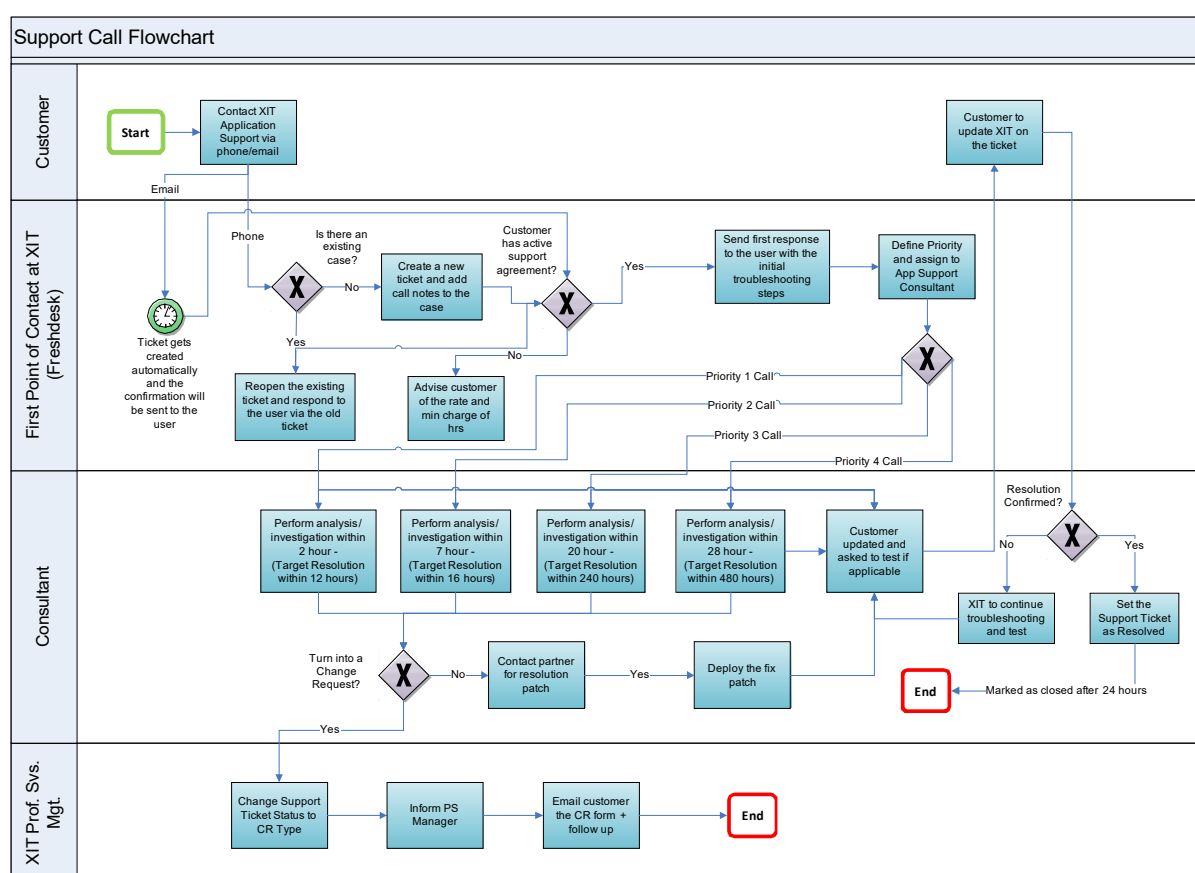 Support Call Flowchart
Customer
Start
Contact XIT
Application
Support via
phone/email
Customer to
update XIT on
the ticket
Email
First Point of Contact at XIT
(Freshdesk)
Phone
Is there an
existing
case?
No
Create a new
ticket and add
call notes to the
case
Customer
has active
support
agreement?
X
X
Yes
Send first response
to the user with the
initial
troubleshooting
steps
Define Priority
and assign to
App Support
Consultant
X
Ticket gets
created
automatically
and the
confirmation will
be sent to the
user
Yes
Reopen the existing
ticket and respond to
the user via the old
ticket
No
Advise customer
of the rate and
min charge of
hrs
Priority 1 Call
Priority 2 Call
Priority 3 Call
Priority 4 Call
Consultant
Perform analysis/
investigation within
2 hour -
(Target Resolution
within 12 hours)
Perform analysis/
investigation within
7 hour -
(Target Resolution
within 16 hours)
Perform analysis/
investigation within
20 hour -
(Target Resolution
within 240 hours)
Perform analysis/
investigation within
28 hour -
(Target Resolution
within 480 hours)
Customer
updated and
asked to test if
applicable
Resolution
Confirmed?
X
No
Yes
XIT to continue
troubleshooting
and test
Set the
Support Ticket
as Resolved
Turn into a
Change
Request?
X
No
Contact partner
for resolution
patch
Yes
Deploy the fix
patch
End
Marked as closed after 24 hours
Yes
XIT Prof. Svs.
Mgt.
Change Support
Ticket Status to
CR Type
Inform PS
Manager
Email customer
the CR form +
follow up
End